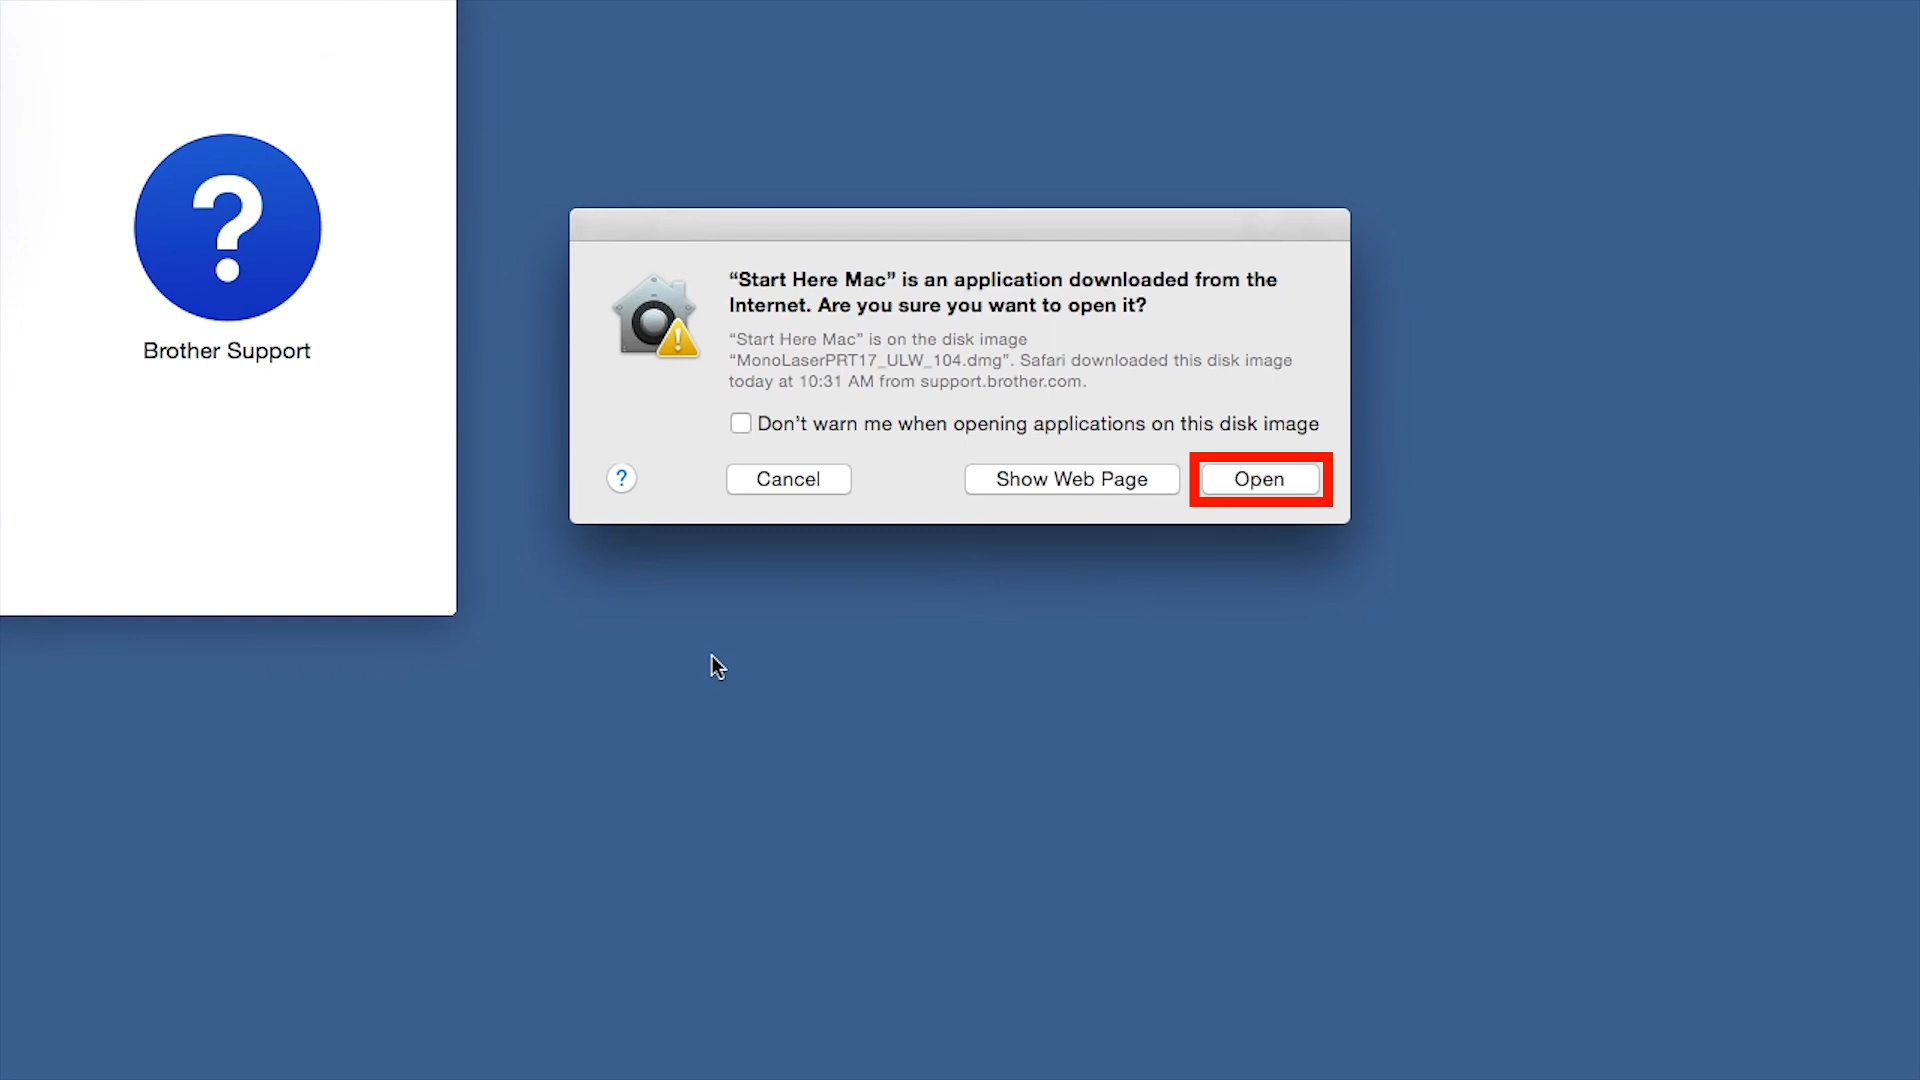 Brother Support
“Start Here Mac” is an application downloaded from the
Internet. Are you sure you want to open it?
“Start Here Mac” is on the disk image
“MonoLaserPRT17_ULW_104.dmg”. Safari downloaded this disk image
today at 10:31 AM from support.brother.com.
Don’t warn me when opening applications on this disk image
?
Cancel
Show Web Page
Open